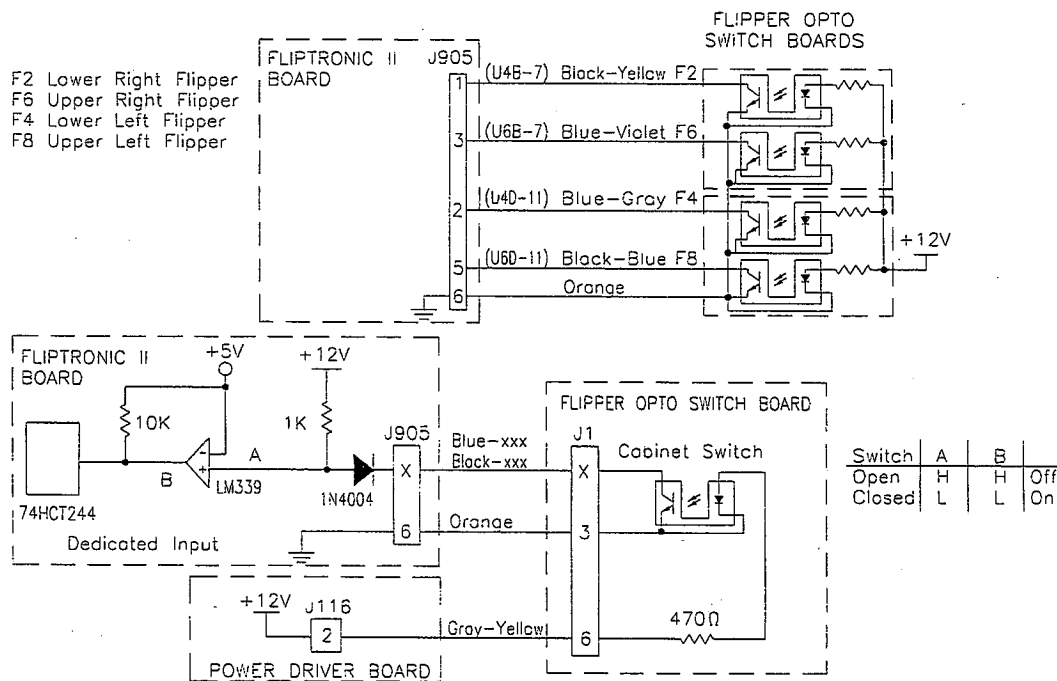 FLIPPER OPTO
SWITCH BOARDS
FLIPTRONIC II
BOARD
J905
F2 Lower Right Flipper
F6 Upper Right Flipper
F4 Lower Left Flipper
F8 Upper Left Flipper
1
(U4B-7) Black-Yellow F2
3
(U6B-7) Blue-Violet F6
2
(U4D-11) Blue-Gray F4
5
(U6D-11) Black-Blue F8
6
Orange
+12V
FLIPTRONIC II
BOARD
+5V
+12V
10K
1K
A
B
LM339
1N4004
74HCT244
Dedicated Input
J905
X
6
Blue-xxx
Black-xxx
Orange
FLIPPER OPTO SWITCH BOARD
J1
Cabinet Switch
X
3
6
470Ω
Switch A B
Open H H Off
Closed L L On
+12V
J116
2
Gray-Yellow
POWER DRIVER BOARD